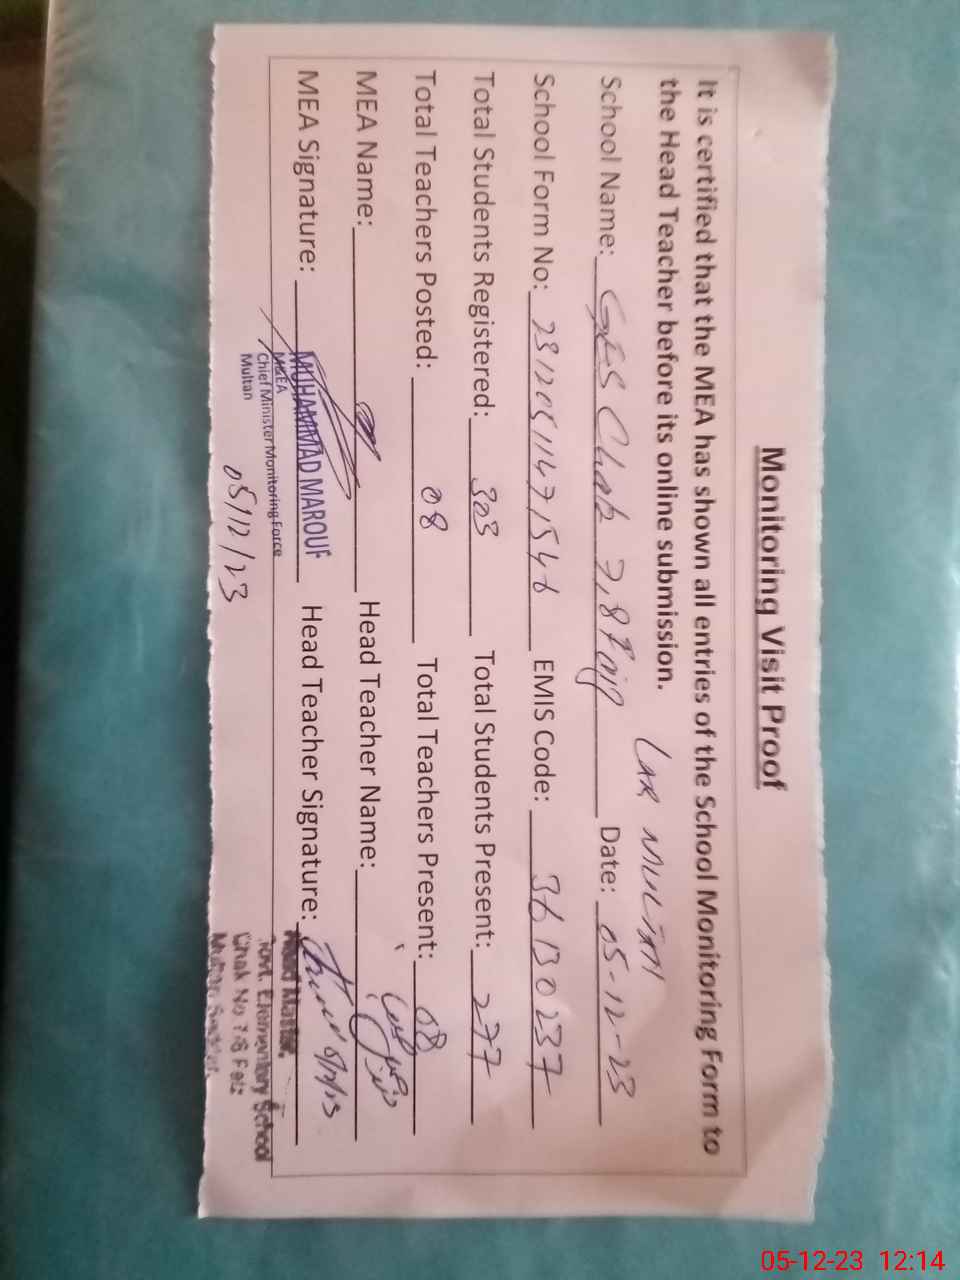 Monitoring Visit Proof
It is certified that the MEA has shown all entries of the School Monitoring Form to
the Head Teacher before its online submission.
LAR MULTAN
School Name: GES Chak 7,8 Faiz Date: 05-12-23
School Form No: EMIS Code: 36130237
Total Students Registered: 303 Total Students Present: 277
Total Teachers Posted: 08 Total Teachers Present: 08
MEA Name: Head Teacher Name:
MEA Signature: MUHAMMAD MAROUF Head Teacher Signature:
MEA
Chief Minister Monitoring Force
Multan
05/12/23
Head Master,
Govt. Elementary School
Chak No 7/8 Faiz
Multan
05-12-23 12:14